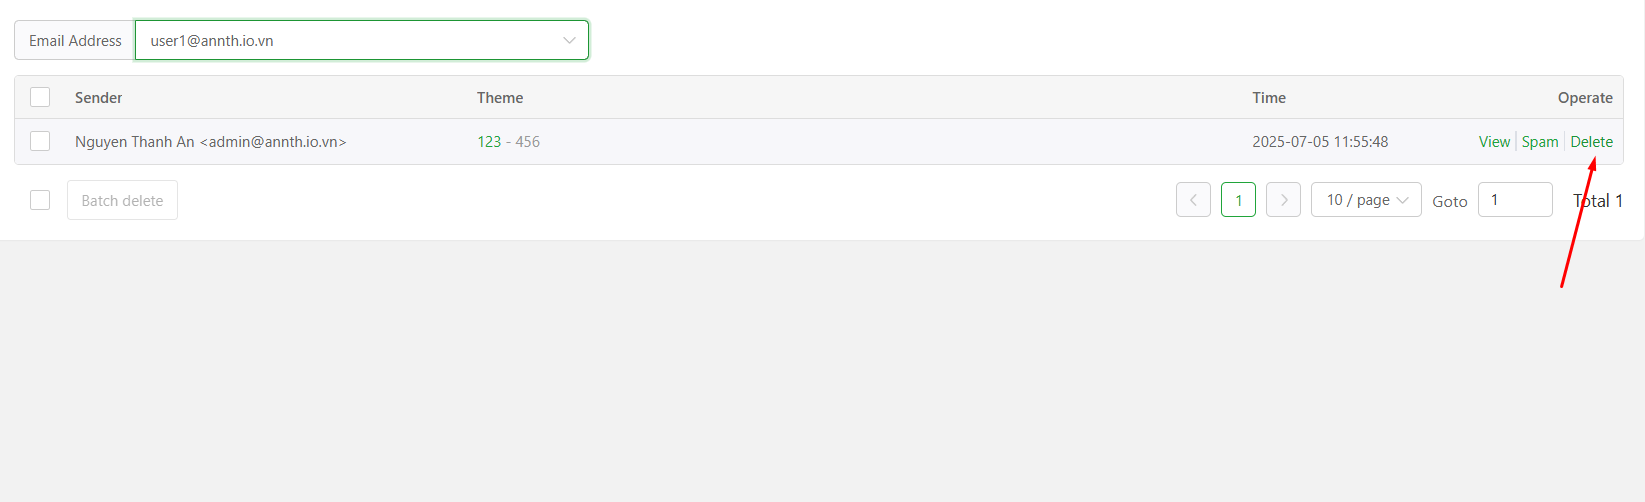 Email Address user1@annth.io.vn
Sender Theme Time Operate
Nguyen Thanh An <admin@annth.io.vn> 123 - 456 2025-07-05 11:55:48 View Spam Delete
Batch delete 1 10 / page Goto 1 Total 1